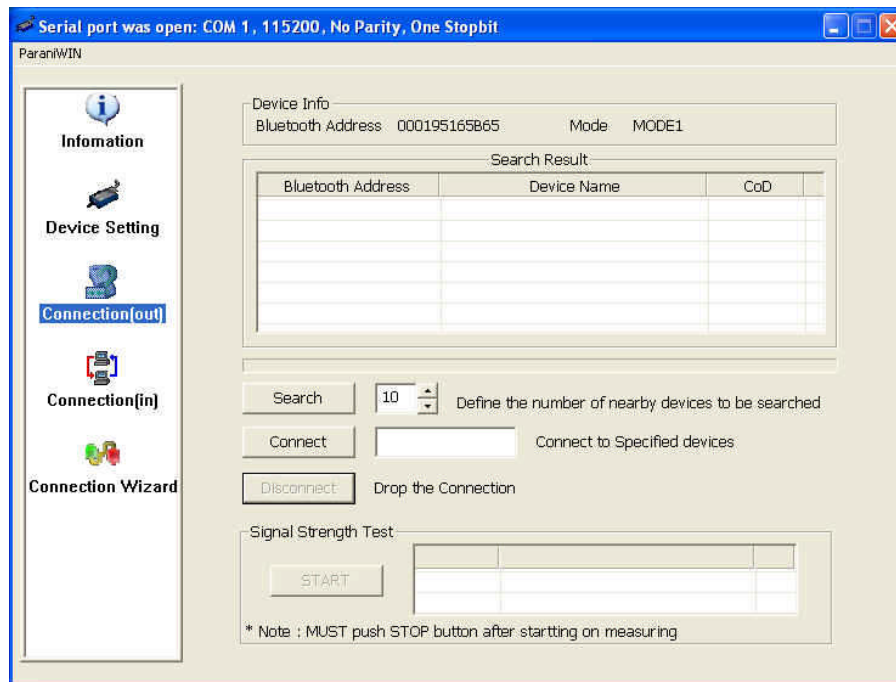 Serial port was open: COM 1, 115200, No Parity, One Stopbit
ParaniWIN
Infomation
Device Setting
Connection(out)
Connection(in)
Connection Wizard
Device Info
Bluetooth Address 000195165B65 Mode MODE1
Search Result
Bluetooth Address Device Name CoD
Search 10 Define the number of nearby devices to be searched
Connect Connect to Specified devices
Disconnect Drop the Connection
Signal Strength Test
START
* Note : MUST push STOP button after startting on measuring